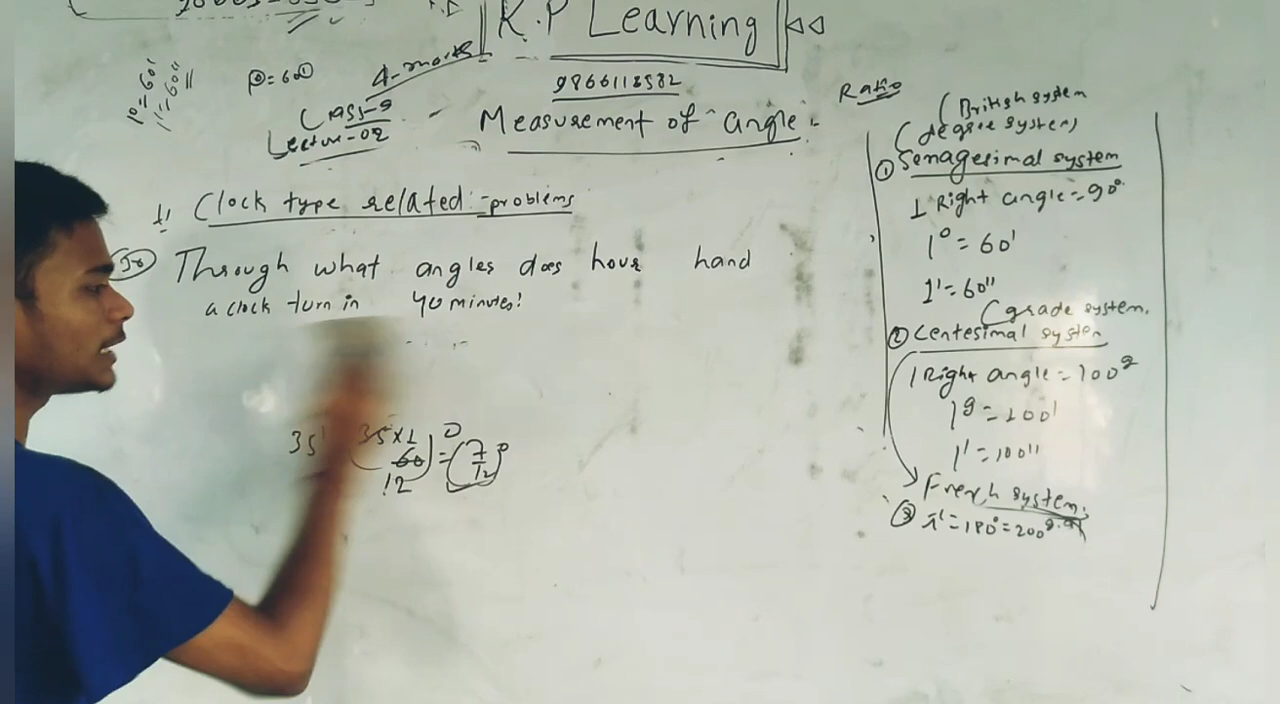 K.P Learning
9866118582
1° = 60'
1' = 60"
4-marks
Class-9
Lecture-02
Measurement of angle
1) Clock type related :-problems
Through what angles does hour hand
a clock turn in 40 minutes?
35'
35×1
60
12
= (7/12)°
Ratio
(British system
(degree system)
① Senagesimal system
1 Right angle = 90°
1° = 60'
1' = 60"
(grade system.
② Centesimal system
1 Right angle = 100g
1g = 100'
1' = 100"
French system.
③ = 180° = 200g